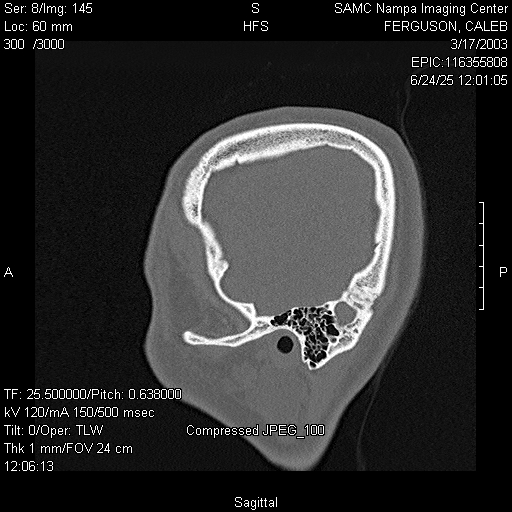 Ser: 8/Img: 145
Loc: 60 mm
300 /3000
S
HFS
SAMC Nampa Imaging Center
FERGUSON, CALEB
3/17/2003
EPIC:116355808
6/24/25 12:01:05
A
P
TF: 25.500000/Pitch: 0.638000
kV 120/mA 150/500 msec
Tilt: 0/Oper: TLW
Thk 1 mm/FOV 24 cm
12:06:13
Compressed JPEG_100
Sagittal